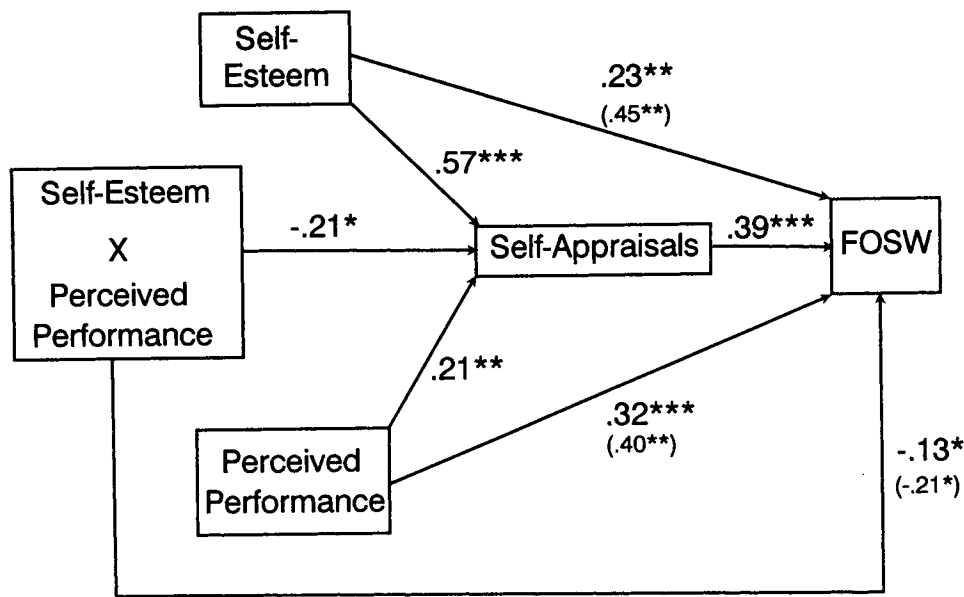 Self-
Esteem
.23**
(.45**)
.57***
Self-Esteem
X
Perceived
Performance
-.21*
Self-Appraisals
.39***
FOSW
.21**
.32***
(.40**)
Perceived
Performance
-.13*
(-.21*)